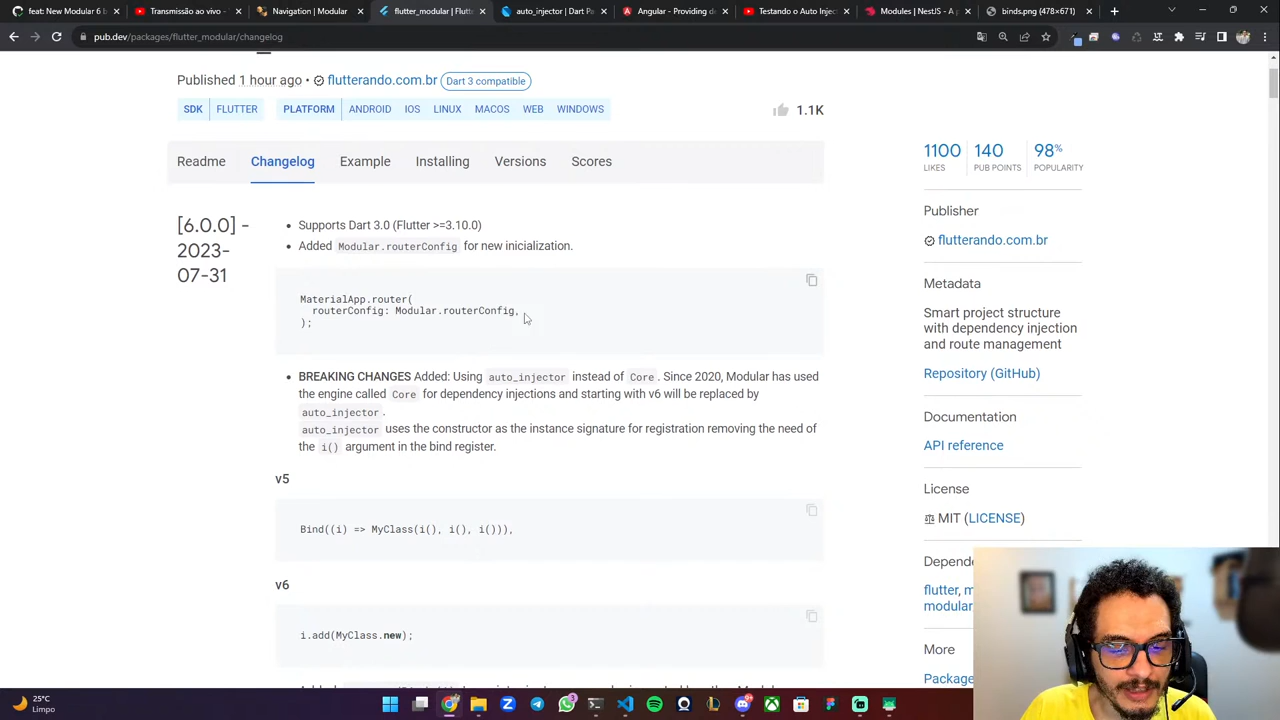 feat: New Modular 6 b
Transmissão ao vivo -
Navigation | Modular
flutter_modular | Flutt
auto_injector | Dart Pa
Angular - Providing de
Testando o Auto Injec
Modules | NestJS - A p
binds.png (478×671)
pub.dev/packages/flutter_modular/changelog
Published 1 hour ago • flutterando.com.br Dart 3 compatible
SDK FLUTTER PLATFORM ANDROID IOS LINUX MACOS WEB WINDOWS
1.1K
Readme Changelog Example Installing Versions Scores
[6.0.0] -
2023-
07-31
• Supports Dart 3.0 (Flutter >=3.10.0)
• Added Modular.routerConfig for new inicialization.
MaterialApp.router(
routerConfig: Modular.routerConfig,
);
• BREAKING CHANGES Added: Using auto_injector instead of Core. Since 2020, Modular has used
the engine called Core for dependency injections and starting with v6 will be replaced by
auto_injector.
auto_injector uses the constructor as the instance signature for registration removing the need of
the i() argument in the bind register.
v5
Bind((i) => MyClass(i(), i(), i())),
v6
i.add(MyClass.new);
1100 140 98%
LIKES PUB POINTS POPULARITY
Publisher
flutterando.com.br
Metadata
Smart project structure
with dependency injection
and route management
Repository (GitHub)
Documentation
API reference
License
MIT (LICENSE)
Depende
flutter, m
modular
More
Package
25°C
Limpo